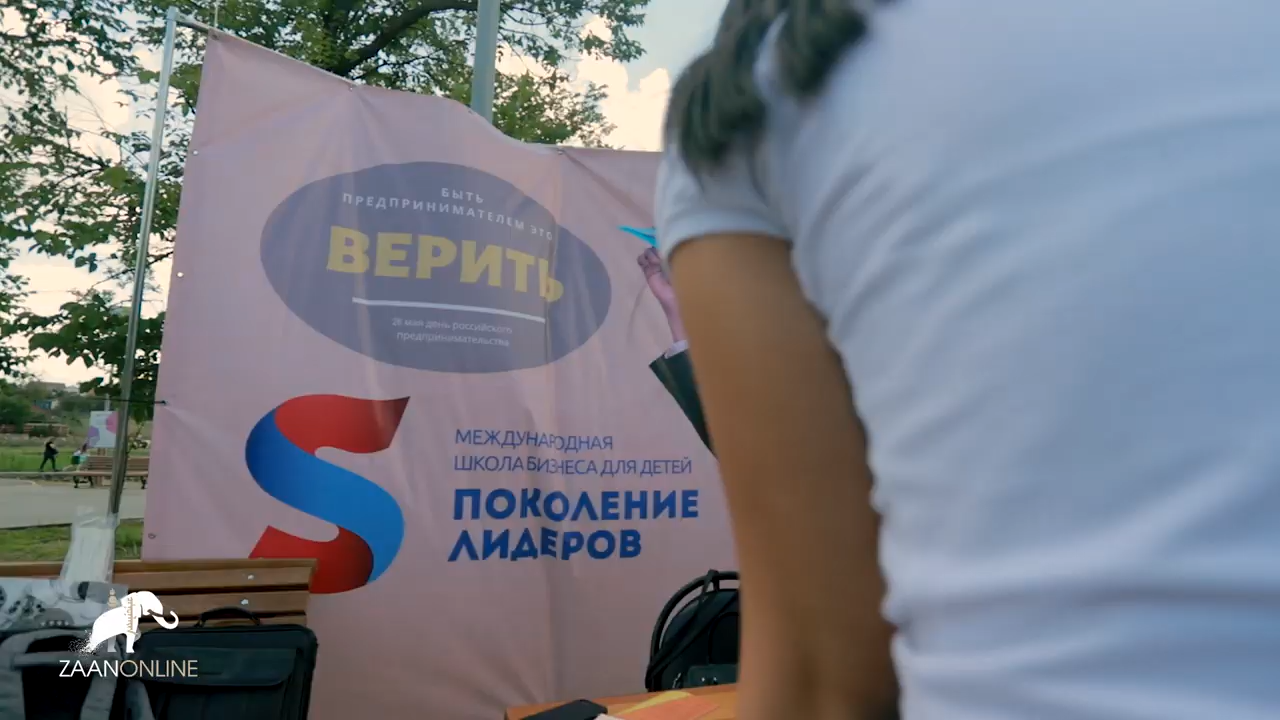 БЫТЬ
ПРЕДПРИНИМАТЕЛЕМ ЭТО
ВЕРИТЬ
26 мая день российского
предпринимательства
МЕЖДУНАРОДНАЯ
ШКОЛА БИЗНЕСА ДЛЯ ДЕТЕЙ
ПОКОЛЕНИЕ
ЛИДЕРОВ
ZAANONLINE